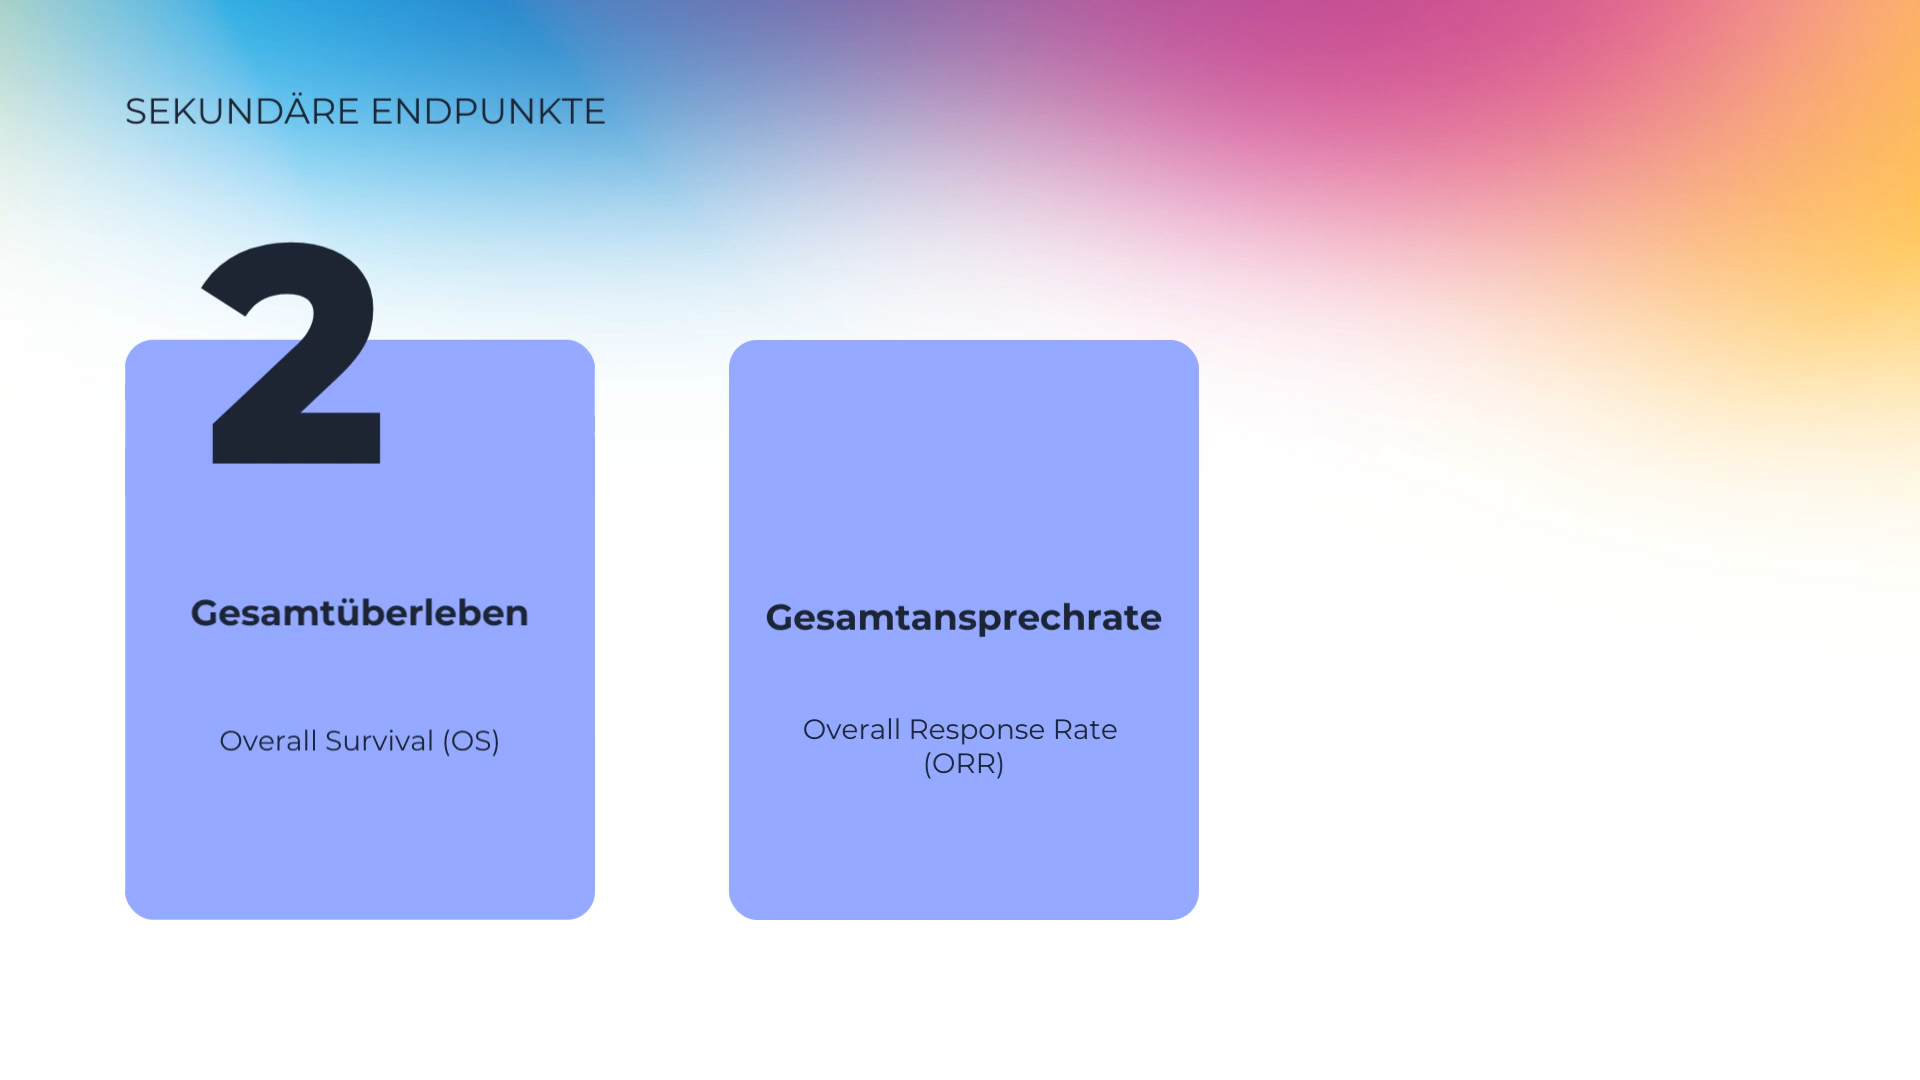 SEKUNDÄRE ENDPUNKTE
2
Gesamtüberleben
Overall Survival (OS)
Gesamtansprechrate
Overall Response Rate
(ORR)